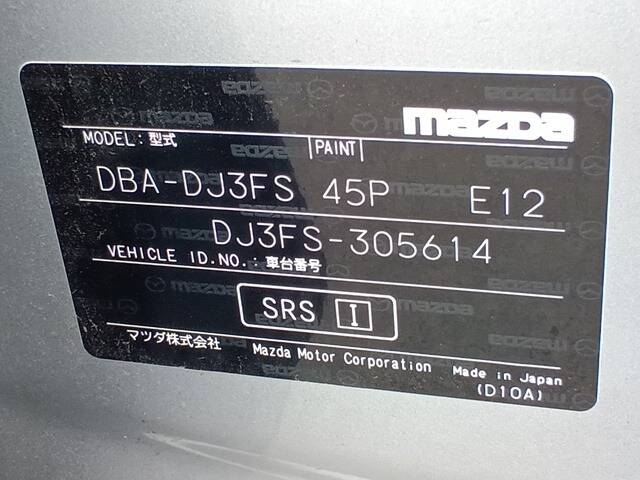 mazda
MODEL:型式 PAINT
DBA-DJ3FS 45P E12
DJ3FS-305614
VEHICLE ID.NO.:車台番号
SRS I
マツダ株式会社 Mazda Motor Corporation Made in Japan
(D10A)